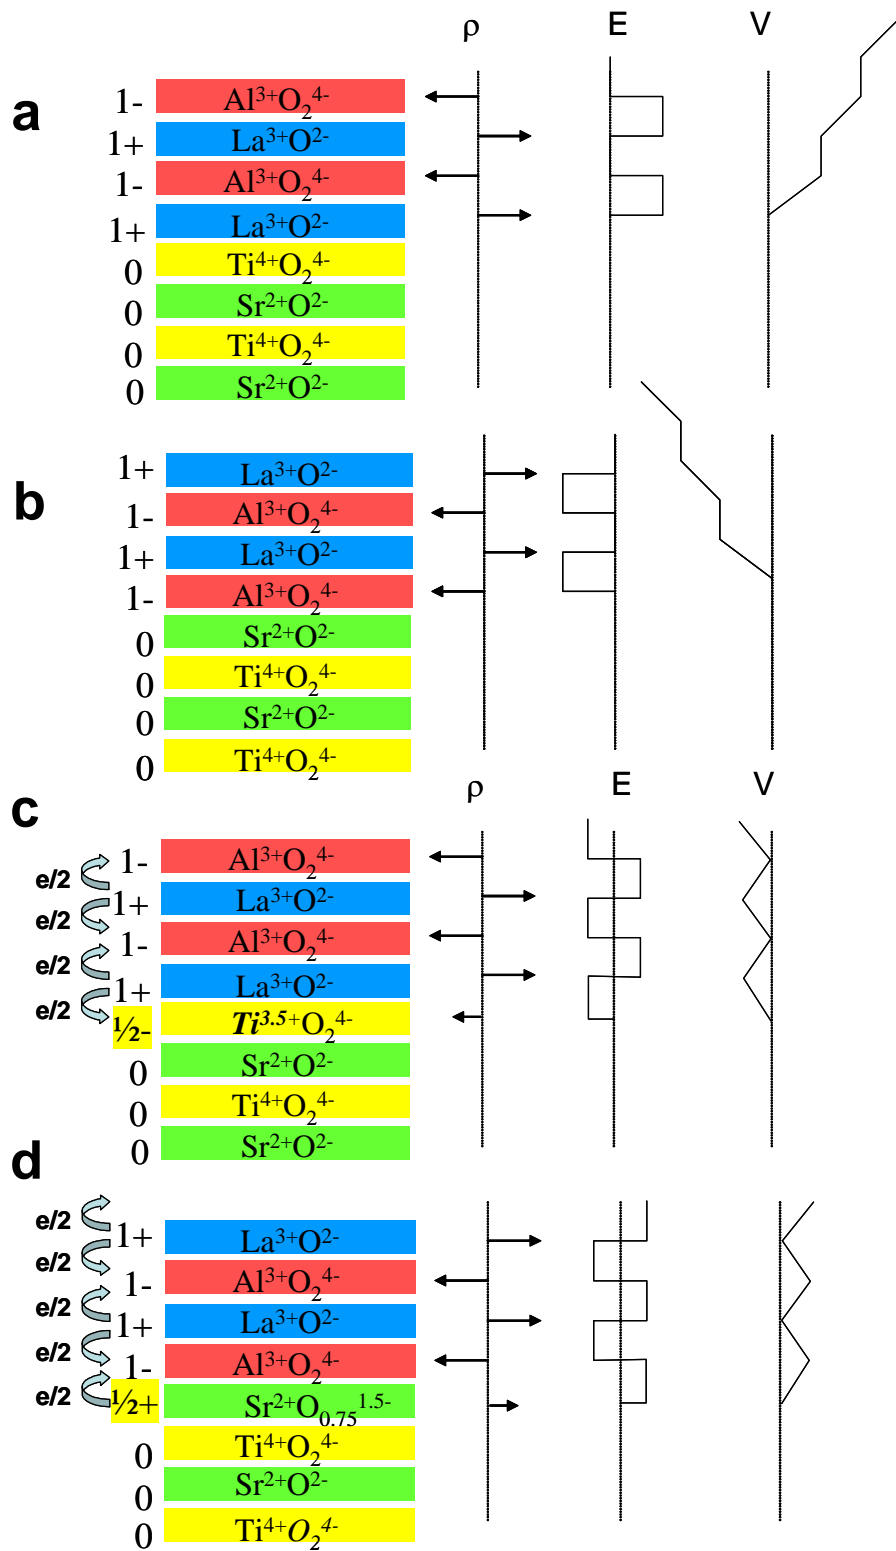 ρ E V
a
1- Al³⁺O₂⁴⁻
1+ La³⁺O²⁻
1- Al³⁺O₂⁴⁻
1+ La³⁺O²⁻
0 Ti⁴⁺O₂⁴⁻
0 Sr²⁺O²⁻
0 Ti⁴⁺O₂⁴⁻
0 Sr²⁺O²⁻
b
1+ La³⁺O²⁻
1- Al³⁺O₂⁴⁻
1+ La³⁺O²⁻
1- Al³⁺O₂⁴⁻
0 Sr²⁺O²⁻
0 Ti⁴⁺O₂⁴⁻
0 Sr²⁺O²⁻
0 Ti⁴⁺O₂⁴⁻
ρ E V
c
1- Al³⁺O₂⁴⁻
e/2
1+ La³⁺O²⁻
e/2
1- Al³⁺O₂⁴⁻
e/2
1+ La³⁺O²⁻
e/2
½- Ti³·⁵⁺O₂⁴⁻
0 Sr²⁺O²⁻
0 Ti⁴⁺O₂⁴⁻
0 Sr²⁺O²⁻
d
e/2
1+ La³⁺O²⁻
e/2
1- Al³⁺O₂⁴⁻
e/2
1+ La³⁺O²⁻
e/2
1- Al³⁺O₂⁴⁻
e/2
½+ Sr²⁺O₀.₇₅¹·⁵⁻
0 Ti⁴⁺O₂⁴⁻
0 Sr²⁺O²⁻
0 Ti⁴⁺O₂⁴⁻